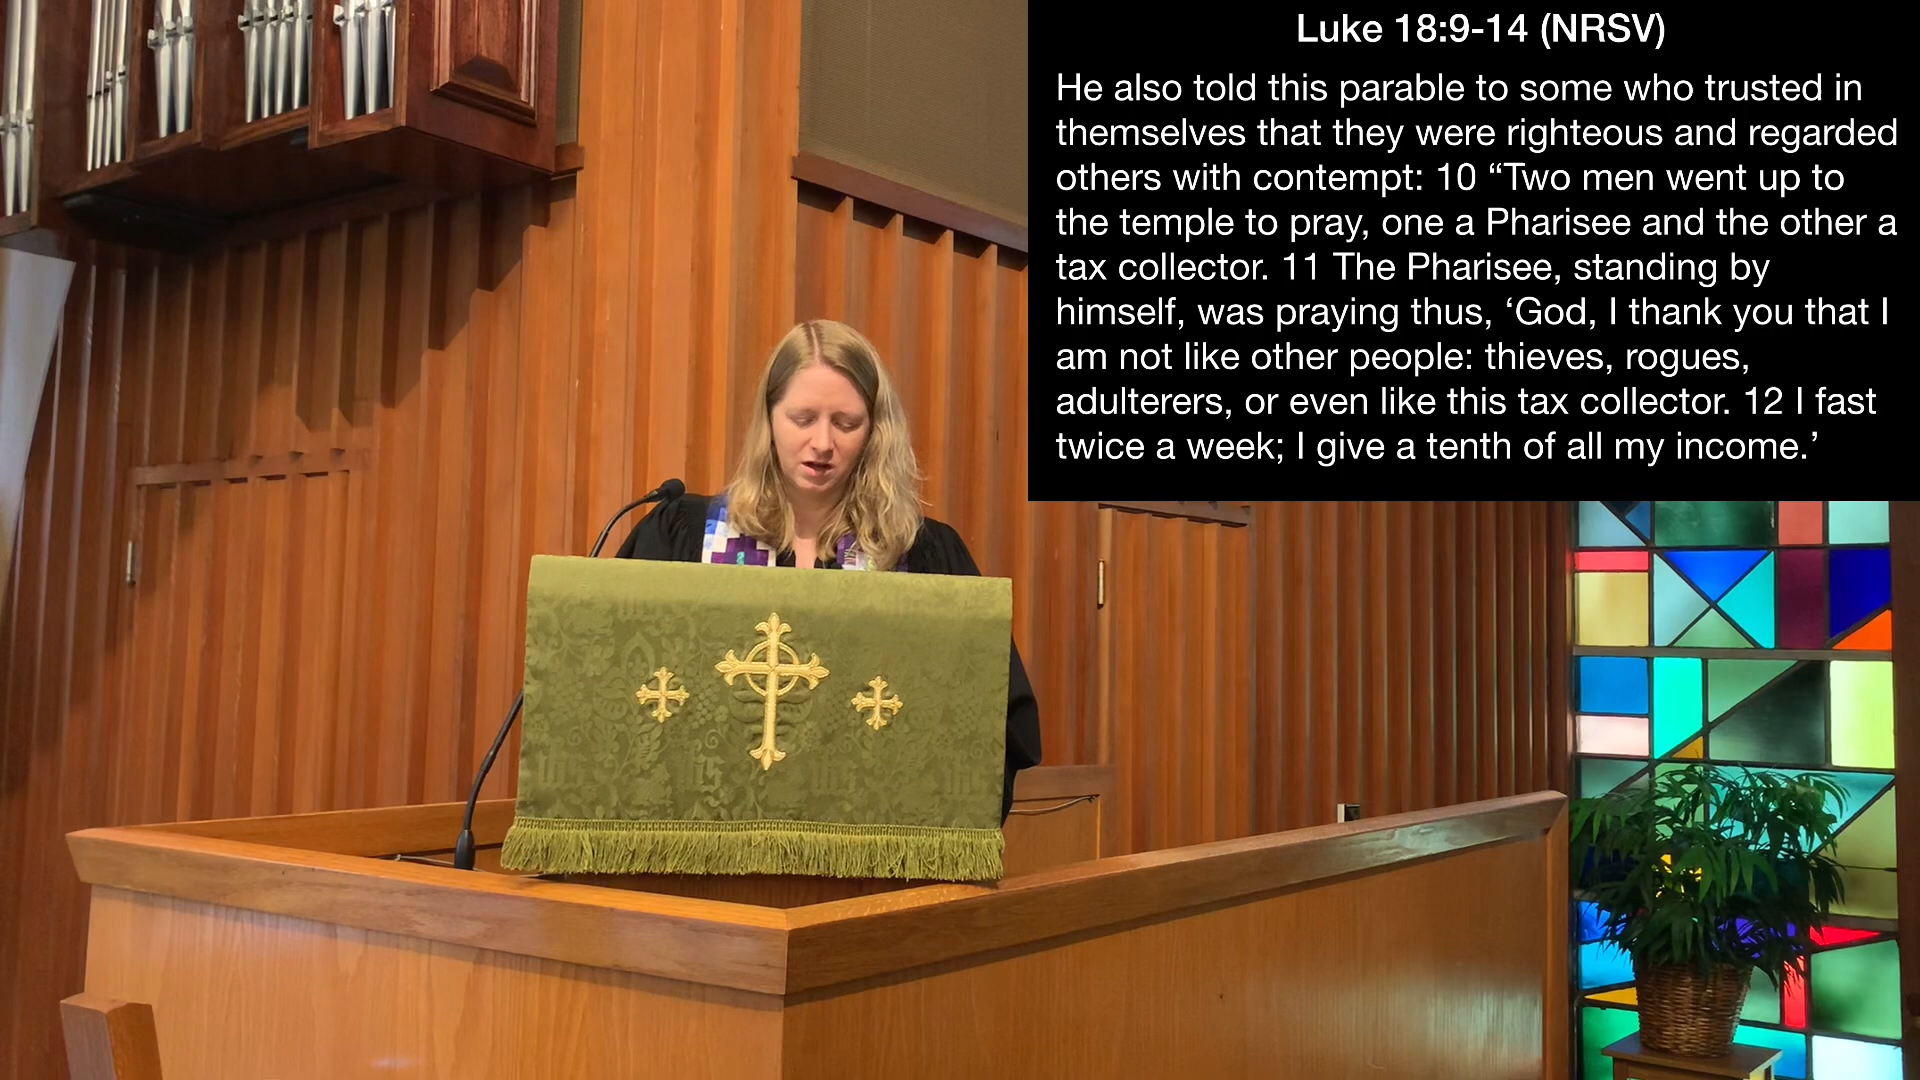 Luke 18:9-14 (NRSV)
He also told this parable to some who trusted in
themselves that they were righteous and regarded
others with contempt: 10 “Two men went up to
the temple to pray, one a Pharisee and the other a
tax collector. 11 The Pharisee, standing by
himself, was praying thus, ‘God, I thank you that I
am not like other people: thieves, rogues,
adulterers, or even like this tax collector. 12 I fast
twice a week; I give a tenth of all my income.’